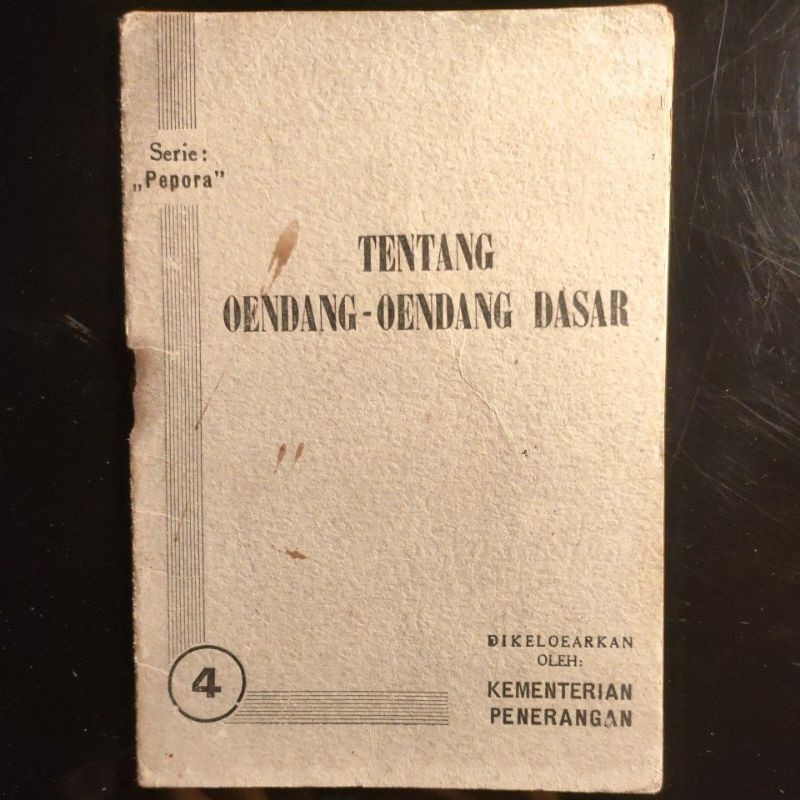 Serie:
„Pepora”
TENTANG
OENDANG-OENDANG DASAR
DIKELOEARKAN
OLEH:
KEMENTERIAN
PENERANGAN
4